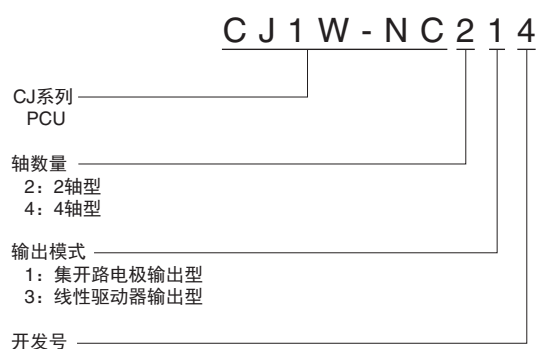 CJ1W-NC214
CJ系列
PCU
轴数量
2：2轴型
4：4轴型
输出模式
1：集开路电极输出型
3：线性驱动器输出型
开发号